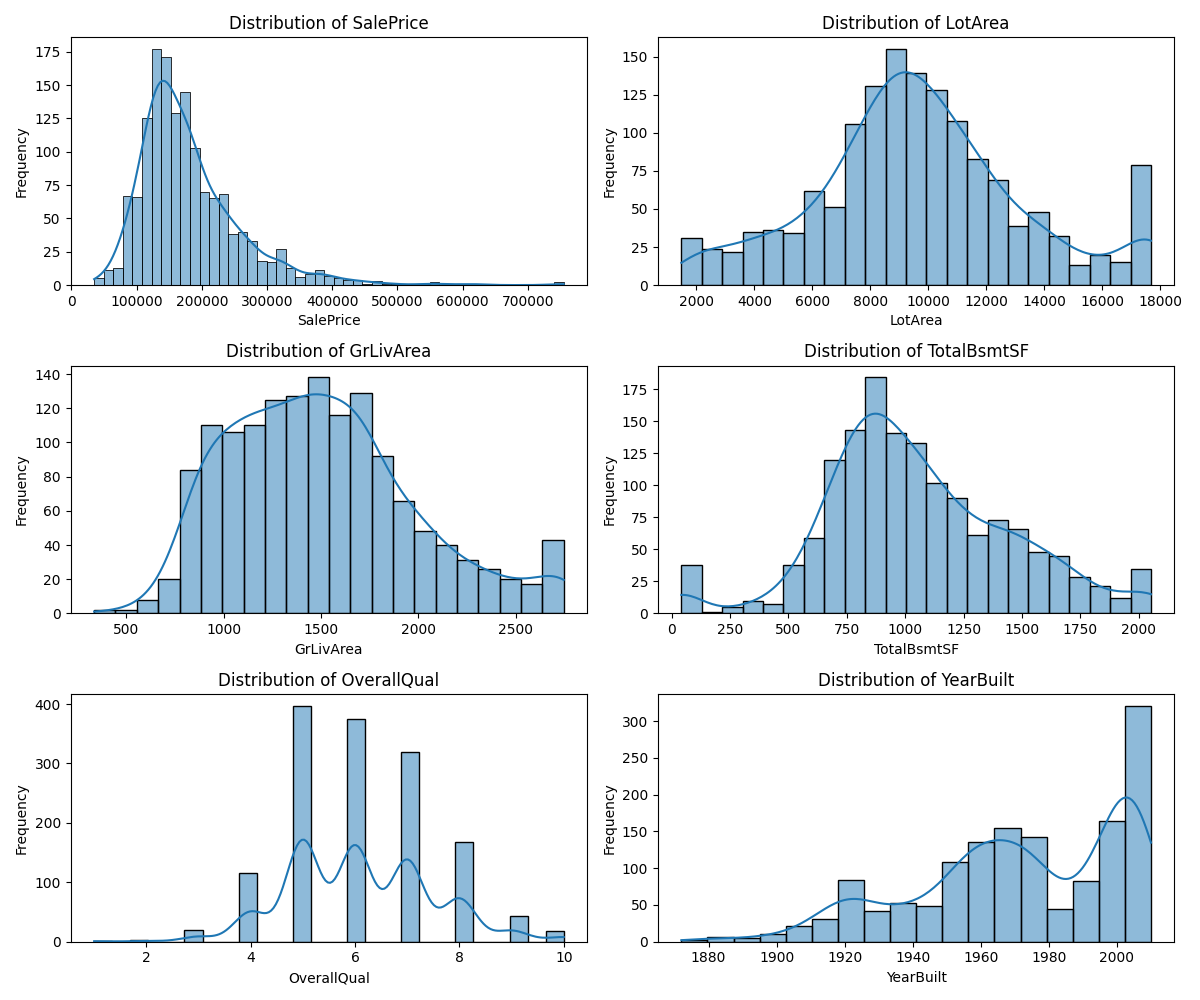 Distribution of SalePrice
Frequency
175
150
125
100
75
50
25
0
0 100000 200000 300000 400000 500000 600000 700000
SalePrice
Distribution of LotArea
Frequency
150
125
100
75
50
25
0
2000 4000 6000 8000 10000 12000 14000 16000 18000
LotArea
Distribution of GrLivArea
Frequency
140
120
100
80
60
40
20
0
500 1000 1500 2000 2500
GrLivArea
Distribution of TotalBsmtSF
Frequency
175
150
125
100
75
50
25
0
0 250 500 750 1000 1250 1500 1750 2000
TotalBsmtSF
Distribution of OverallQual
Frequency
400
300
200
100
0
2 4 6 8 10
OverallQual
Distribution of YearBuilt
Frequency
300
250
200
150
100
50
0
1880 1900 1920 1940 1960 1980 2000
YearBuilt